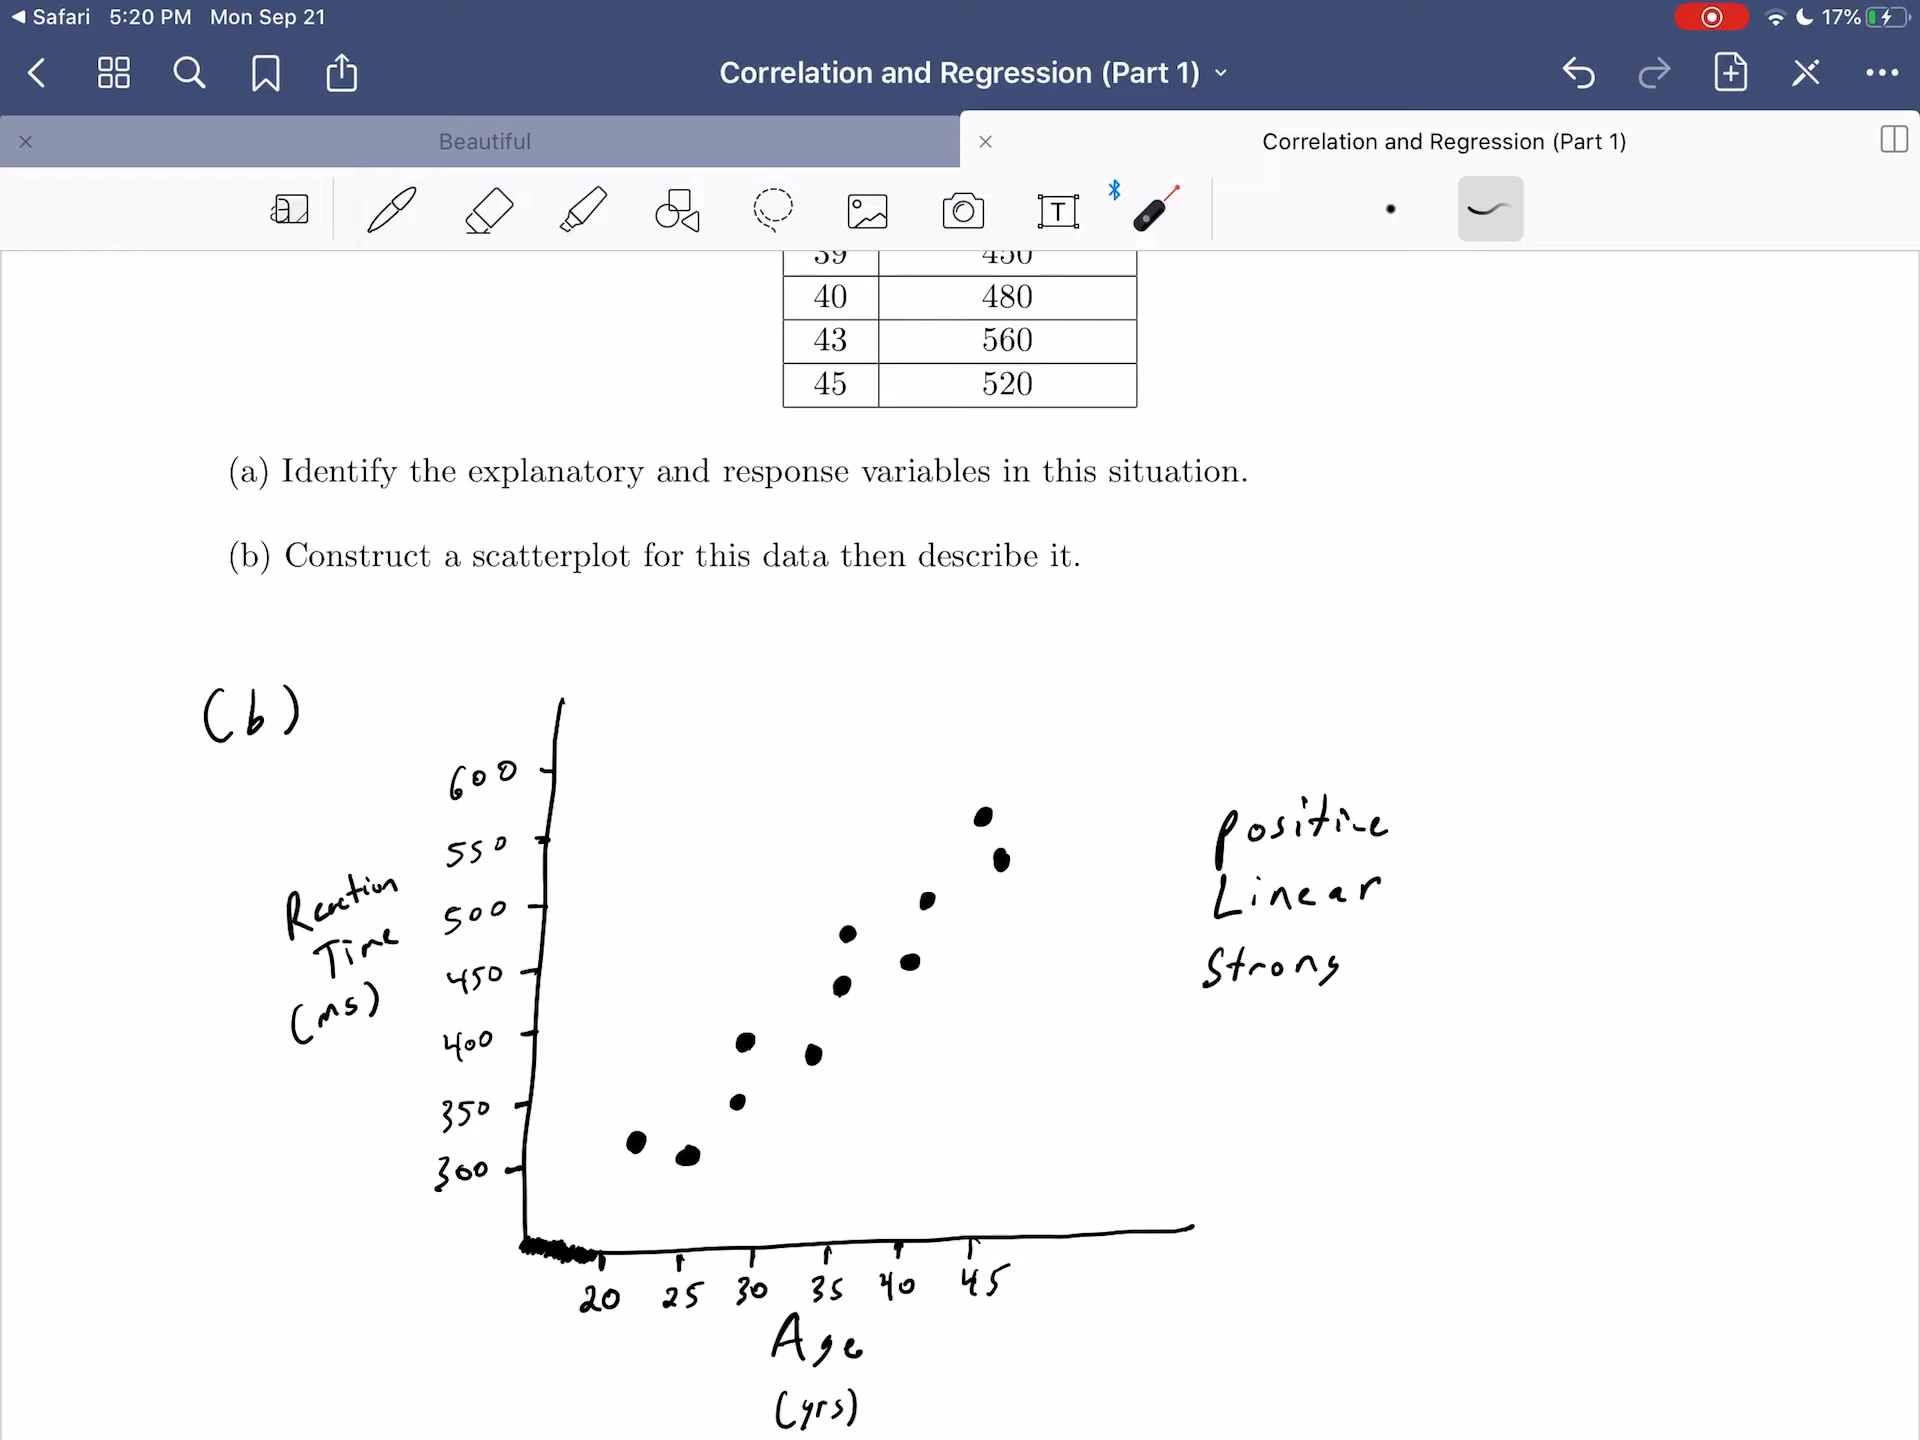 Safari 5:20 PM Mon Sep 21 17%
Correlation and Regression (Part 1)
Beautiful
Correlation and Regression (Part 1)
39 450
40 480
43 560
45 520
(a) Identify the explanatory and response variables in this situation.
(b) Construct a scatterplot for this data then describe it.
(b)
600
550
500
450
400
350
300
Reaction
Time
(ms)
Positive
Linear
Strong
20 25 30 35 40 45
Age
(yrs)